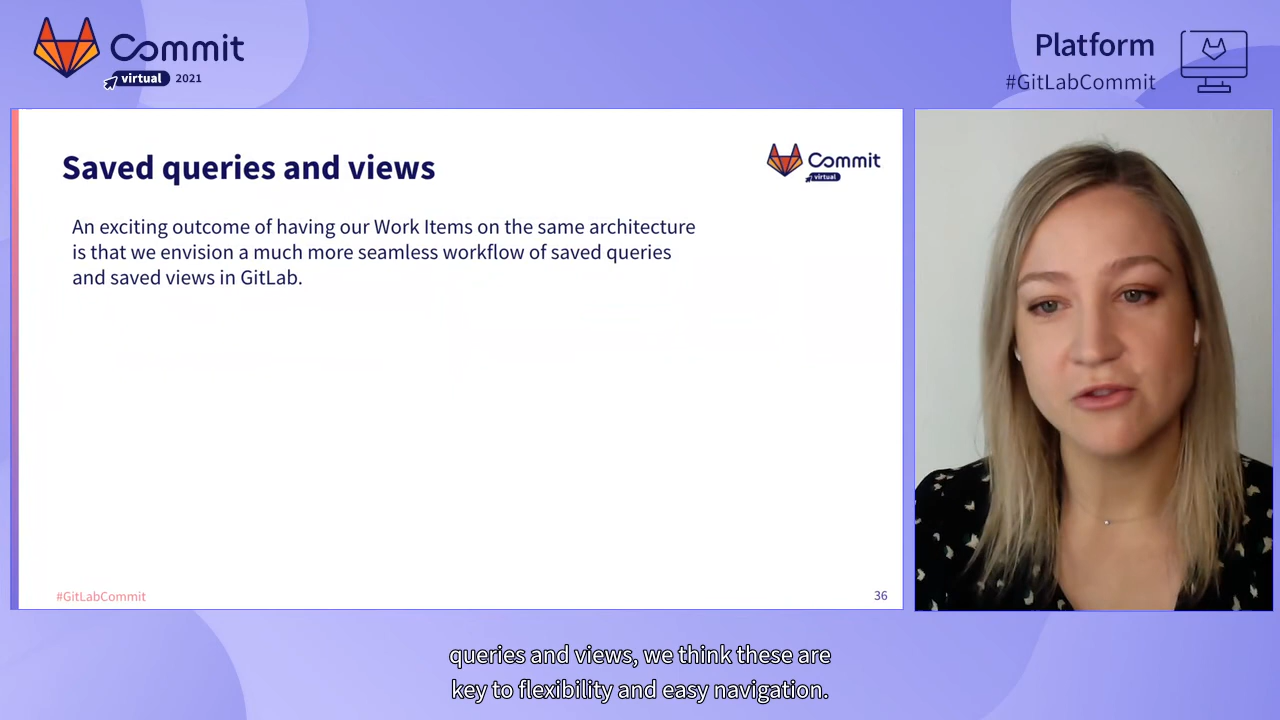 Commit
virtual 2021
Platform
#GitLabCommit
Saved queries and views
Commit
virtual
An exciting outcome of having our Work Items on the same architecture
is that we envision a much more seamless workflow of saved queries
and saved views in GitLab.
#GitLabCommit
36
queries and views, we think these are
key to flexibility and easy navigation.